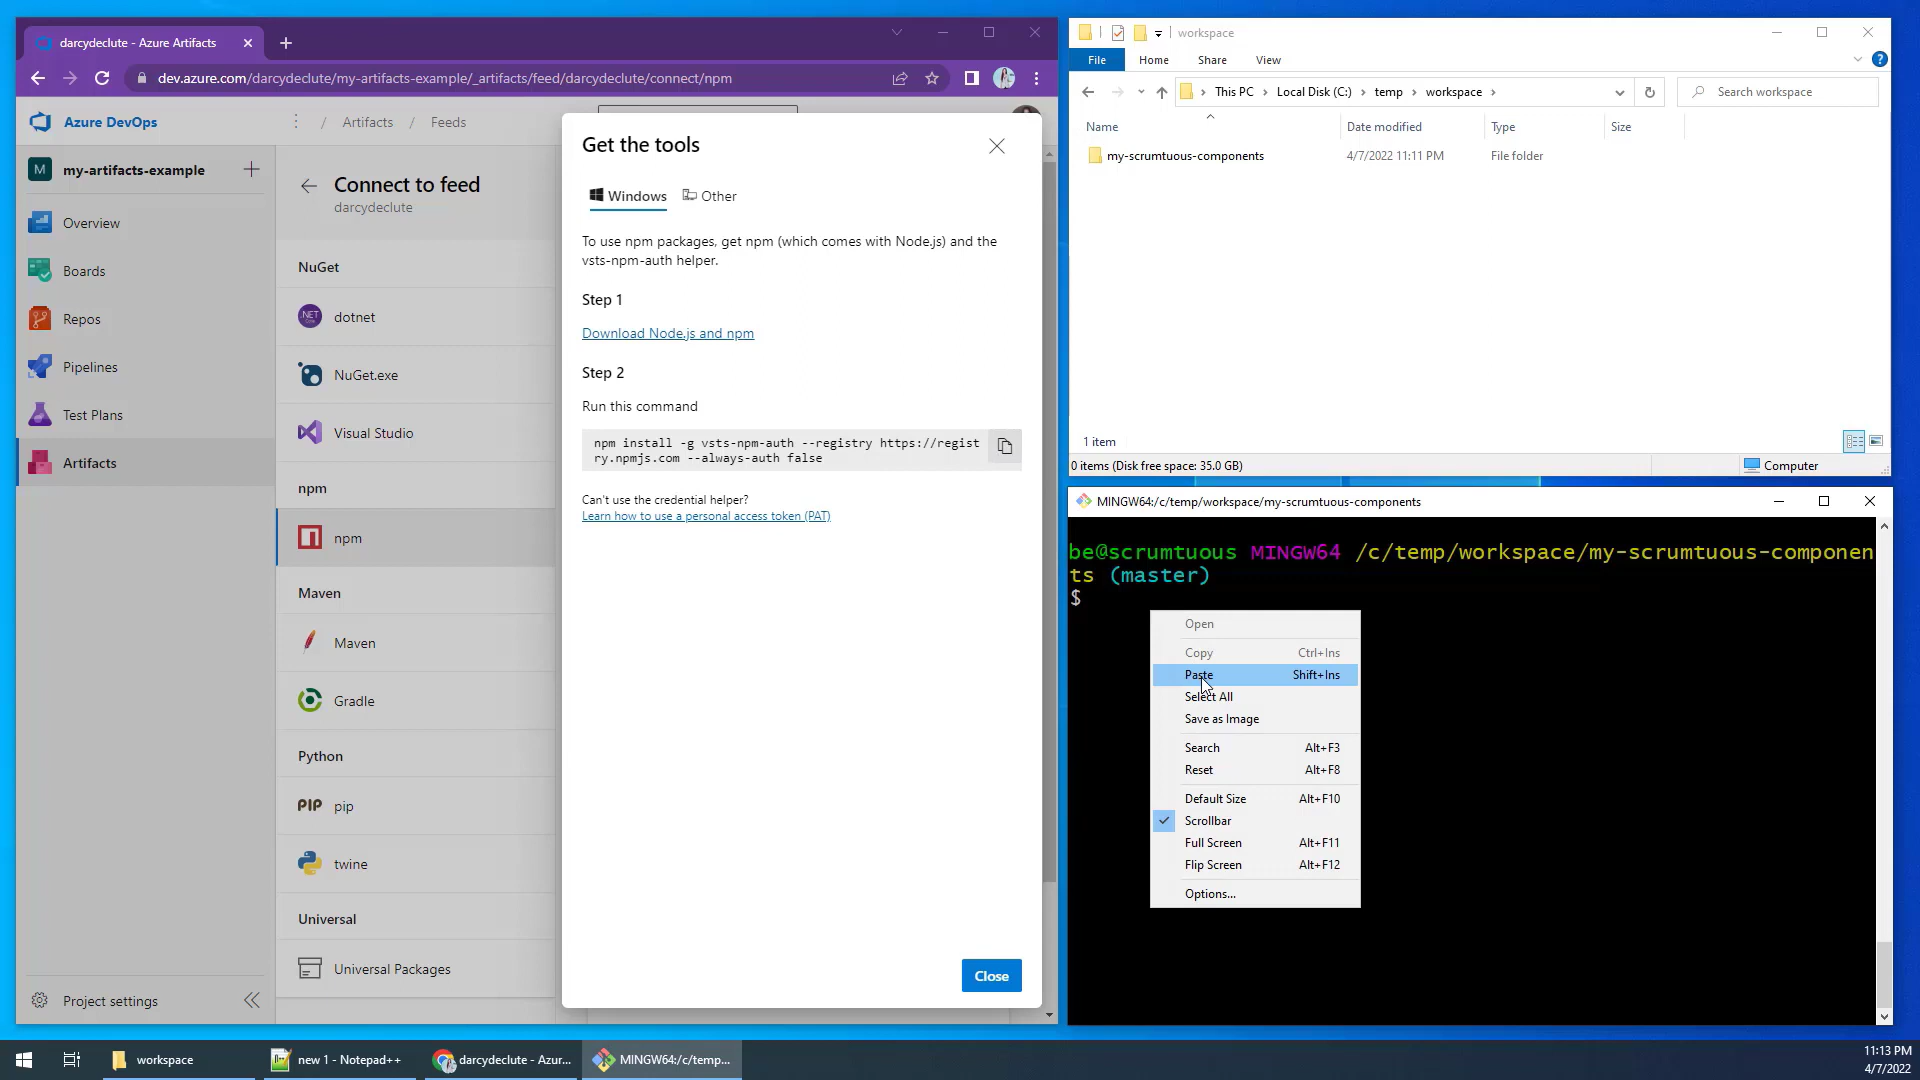 darcydeclute - Azure Artifacts
dev.azure.com/darcydeclute/my-artifacts-example/_artifacts/feed/darcydeclute/connect/npm
Azure DevOps
/ Artifacts / Feeds
M my-artifacts-example
Overview
Boards
Repos
Pipelines
Test Plans
Artifacts
Project settings
Connect to feed
darcydeclute
NuGet
dotnet
NuGet.exe
Visual Studio
npm
npm
Maven
Maven
Gradle
Python
PIP pip
twine
Universal
Universal Packages
Get the tools
Windows Other
To use npm packages, get npm (which comes with Node.js) and the
vsts-npm-auth helper.
Step 1
Download Node.js and npm
Step 2
Run this command
npm install -g vsts-npm-auth --registry https://regist
ry.npmjs.com --always-auth false
Can't use the credential helper?
Learn how to use a personal access token (PAT)
Close
workspace
File Home Share View
This PC > Local Disk (C:) > temp > workspace >
Search workspace
Name Date modified Type Size
my-scrumtuous-components 4/7/2022 11:11 PM File folder
1 item
0 items (Disk free space: 35.0 GB) Computer
MINGW64:/c/temp/workspace/my-scrumtuous-components
be@scrumtuous MINGW64 /c/temp/workspace/my-scrumtuous-componen
ts (master)
$
Open
Copy Ctrl+Ins
Paste Shift+Ins
Select All
Save as Image
Search Alt+F3
Reset Alt+F8
Default Size Alt+F10
Scrollbar
Full Screen Alt+F11
Flip Screen Alt+F12
Options...
workspace
new 1 - Notepad++
darcydeclute - Azur...
MINGW64:/c/temp...
11:13 PM
4/7/2022